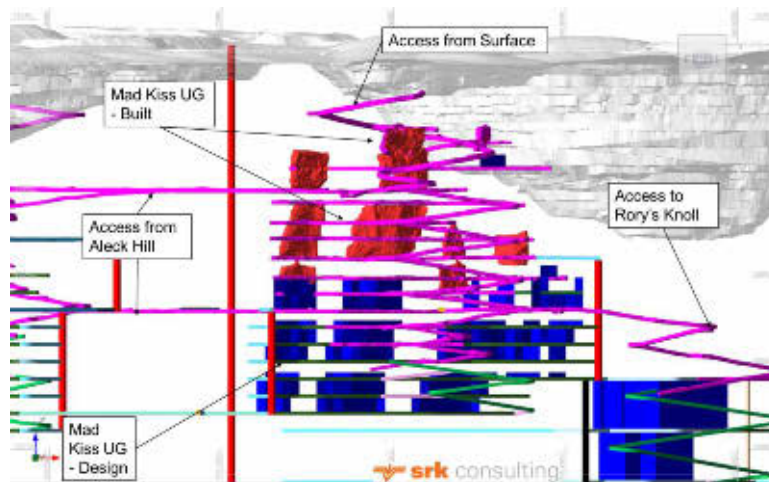 Access from Surface
Mad Kiss UG
- Built
Access to
Rory's Knoll
Access from
Aleck Hill
Mad
Kiss UG
- Design
srk consulting